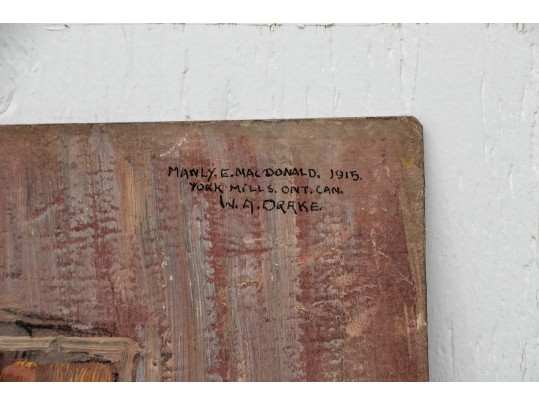 MANLY. E. MACDONALD. 1915.
YORK MILLS. ONT. CAN.
W. A. DRAKE.